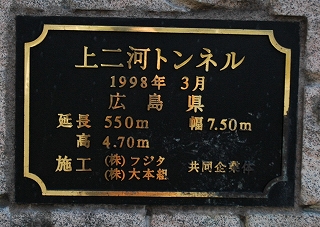 上二河トンネル
1998年 3月
広島県
延長 550m 幅 7.50m
高 4.70m
施工 (株)フジタ 共同企業体
(株)大本組